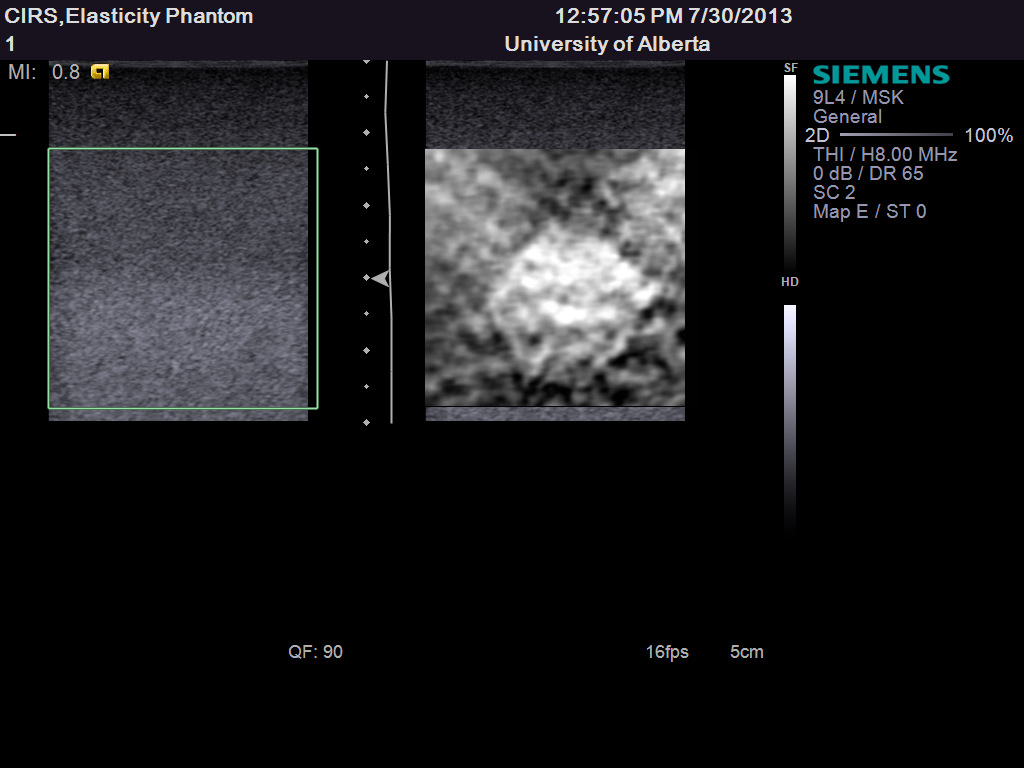 CIRS,Elasticity Phantom 12:57:05 PM 7/30/2013
1 University of Alberta
MI: 0.8
SF
SIEMENS
9L4 / MSK
General
2D 100%
THI / H8.00 MHz
0 dB / DR 65
SC 2
Map E / ST 0
HD
QF: 90 16fps 5cm